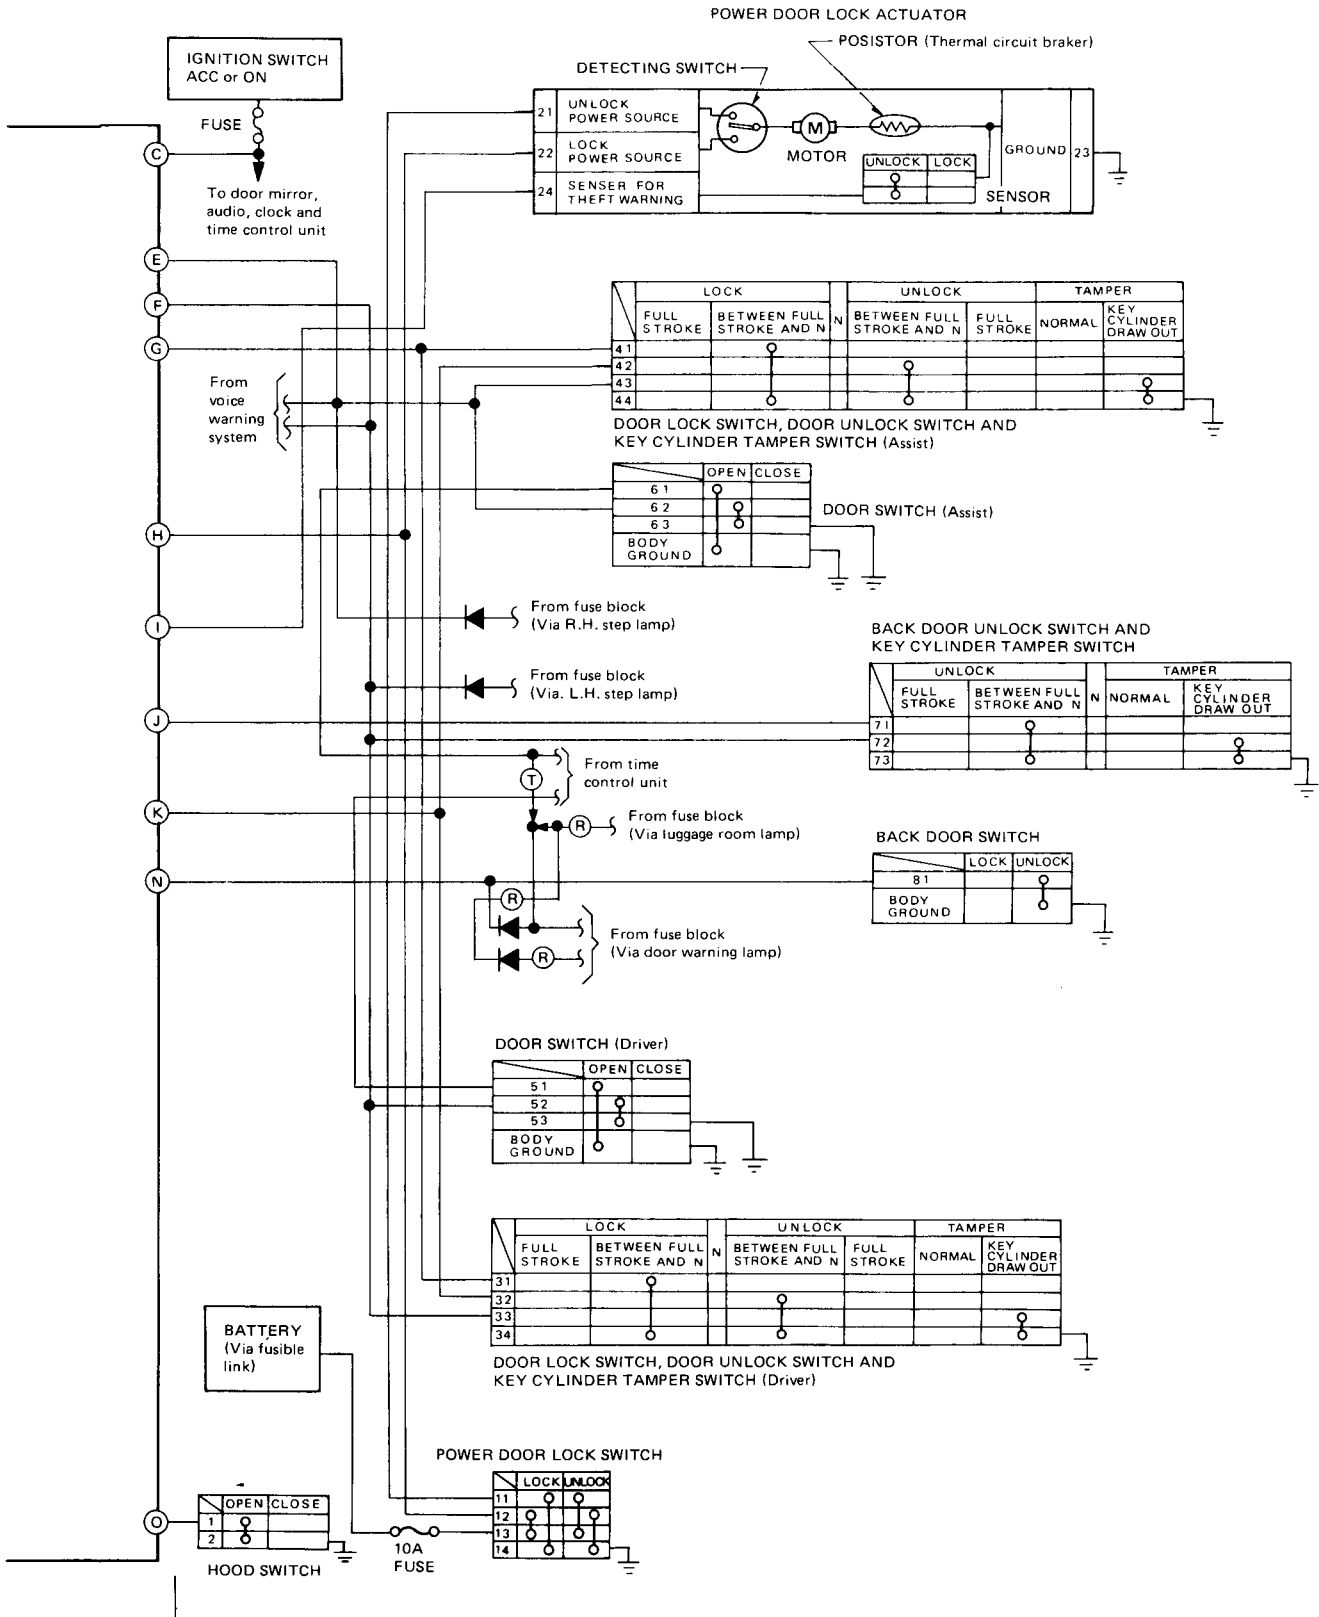 POWER DOOR LOCK ACTUATOR
POSISTOR (Thermal circuit braker)
DETECTING SWITCH
IGNITION SWITCH
ACC or ON
FUSE
C
To door mirror,
audio, clock and
time control unit
21 UNLOCK
POWER SOURCE
22 LOCK
POWER SOURCE
24 SENSER FOR
THEFT WARNING
M
MOTOR
UNLOCK LOCK
SENSOR
GROUND 23
E
F
G
From
voice
warning
system
LOCK N UNLOCK TAMPER
FULL
STROKE
BETWEEN FULL
STROKE AND N
BETWEEN FULL
STROKE AND N
FULL
STROKE
NORMAL
KEY
CYLINDER
DRAW OUT
41
42
43
44
DOOR LOCK SWITCH, DOOR UNLOCK SWITCH AND
KEY CYLINDER TAMPER SWITCH (Assist)
OPEN CLOSE
61
62
63
BODY
GROUND
DOOR SWITCH (Assist)
H
I
From fuse block
(Via R.H. step lamp)
From fuse block
(Via. L.H. step lamp)
BACK DOOR UNLOCK SWITCH AND
KEY CYLINDER TAMPER SWITCH
UNLOCK N TAMPER
FULL
STROKE
BETWEEN FULL
STROKE AND N
NORMAL
KEY
CYLINDER
DRAW OUT
71
72
73
J
From time
control unit
T
K
R
From fuse block
(Via luggage room lamp)
BACK DOOR SWITCH
LOCK UNLOCK
81
BODY
GROUND
N
R
R
From fuse block
(Via door warning lamp)
DOOR SWITCH (Driver)
OPEN CLOSE
51
52
53
BODY
GROUND
LOCK N UNLOCK TAMPER
FULL
STROKE
BETWEEN FULL
STROKE AND N
BETWEEN FULL
STROKE AND N
FULL
STROKE
NORMAL
KEY
CYLINDER
DRAW OUT
31
32
33
34
DOOR LOCK SWITCH, DOOR UNLOCK SWITCH AND
KEY CYLINDER TAMPER SWITCH (Driver)
BATTERY
(Via fusible
link)
POWER DOOR LOCK SWITCH
LOCK UNLOCK
11
12
13
14
10A
FUSE
O
OPEN CLOSE
1
2
HOOD SWITCH